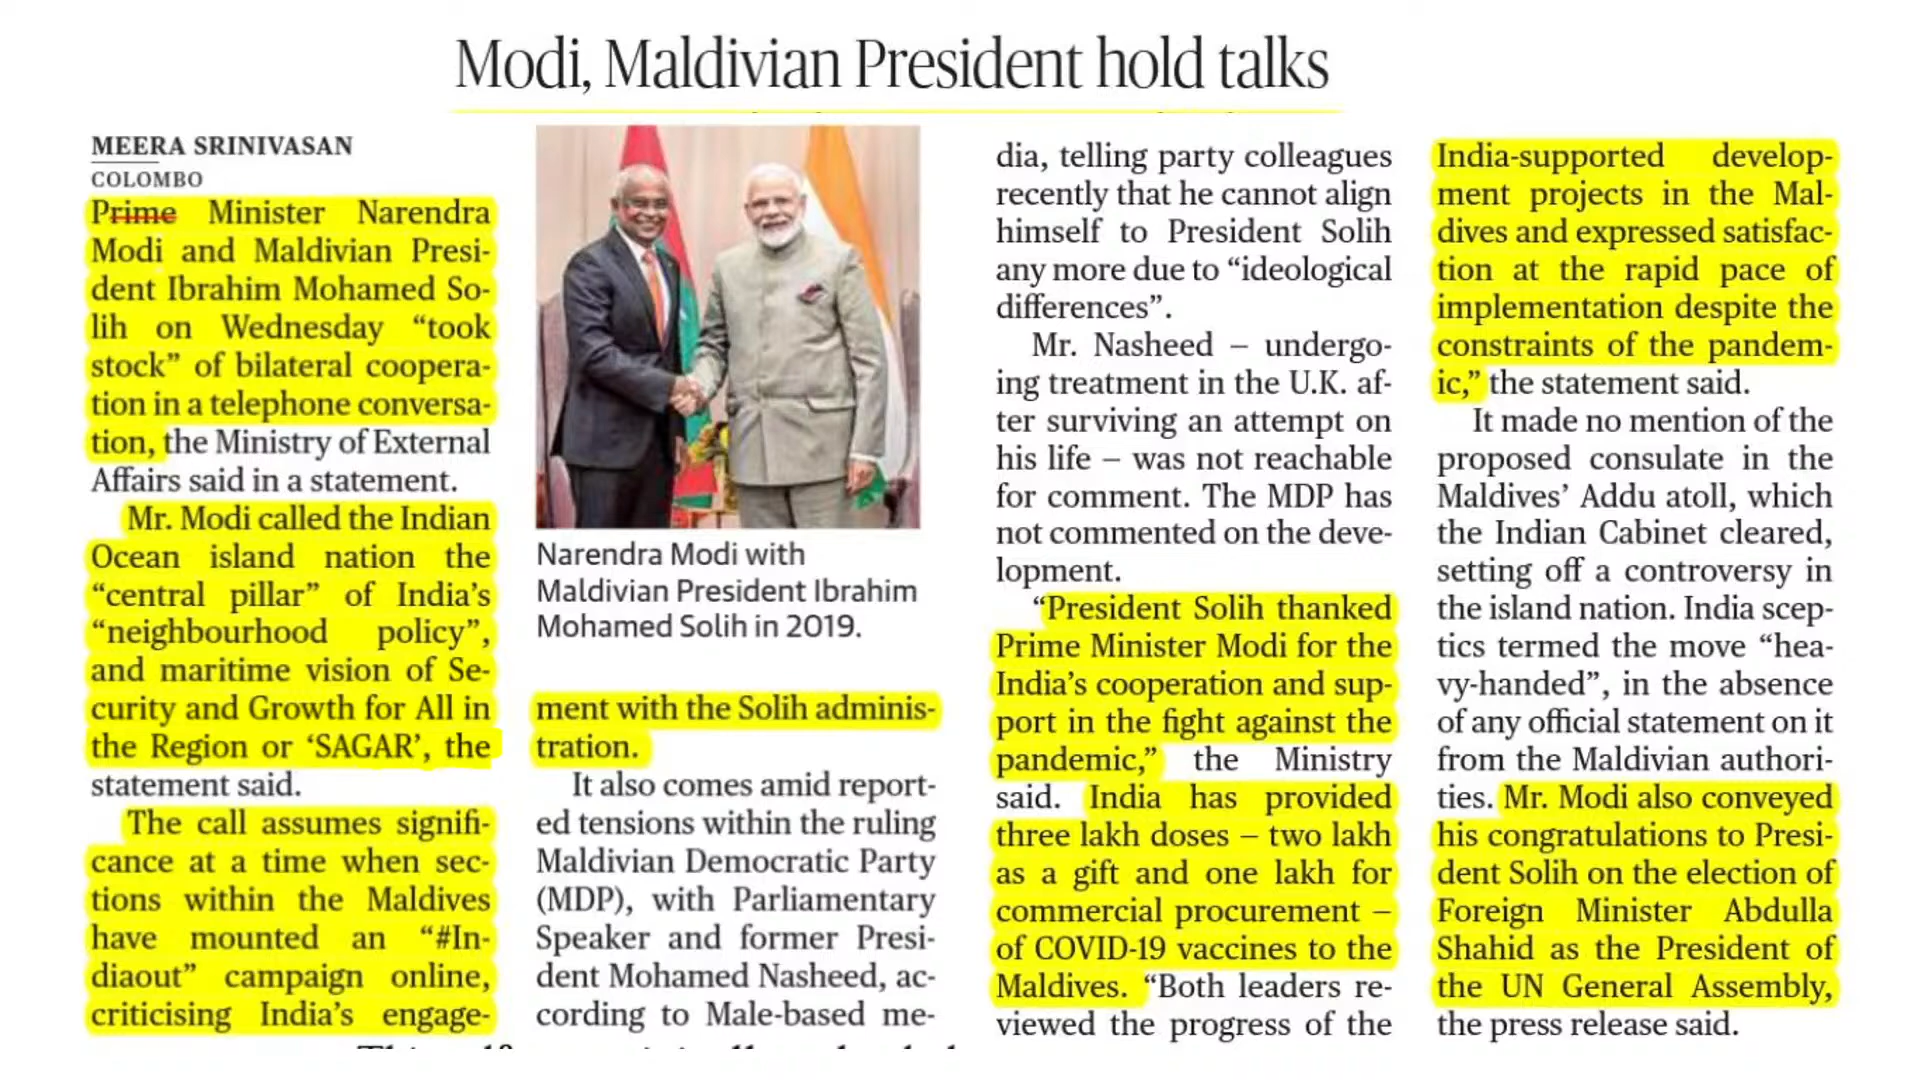 Modi, Maldivian President hold talks
MEERA SRINIVASAN
COLOMBO
Prime Minister Narendra
Modi and Maldivian Presi-
dent Ibrahim Mohamed So-
lih on Wednesday “took
stock” of bilateral coopera-
tion in a telephone conversa-
tion, the Ministry of External
Affairs said in a statement.
Mr. Modi called the Indian
Ocean island nation the
“central pillar” of India’s
“neighbourhood policy”,
and maritime vision of Se-
curity and Growth for All in
the Region or ‘SAGAR’, the
statement said.
The call assumes signifi-
cance at a time when sec-
tions within the Maldives
have mounted an “#In-
diaout” campaign online,
criticising India’s engage-
Narendra Modi with
Maldivian President Ibrahim
Mohamed Solih in 2019.
ment with the Solih adminis-
tration.
It also comes amid report-
ed tensions within the ruling
Maldivian Democratic Party
(MDP), with Parliamentary
Speaker and former Presi-
dent Mohamed Nasheed, ac-
cording to Male-based me-
dia, telling party colleagues
recently that he cannot align
himself to President Solih
any more due to “ideological
differences”.
Mr. Nasheed – undergo-
ing treatment in the U.K. af-
ter surviving an attempt on
his life – was not reachable
for comment. The MDP has
not commented on the deve-
lopment.
“President Solih thanked
Prime Minister Modi for the
India’s cooperation and sup-
port in the fight against the
pandemic,” the Ministry
said. India has provided
three lakh doses – two lakh
as a gift and one lakh for
commercial procurement –
of COVID-19 vaccines to the
Maldives. “Both leaders re-
viewed the progress of the
India-supported develop-
ment projects in the Mal-
dives and expressed satisfac-
tion at the rapid pace of
implementation despite the
constraints of the pandem-
ic,” the statement said.
It made no mention of the
proposed consulate in the
Maldives’ Addu atoll, which
the Indian Cabinet cleared,
setting off a controversy in
the island nation. India scep-
tics termed the move “hea-
vy-handed”, in the absence
of any official statement on it
from the Maldivian authori-
ties. Mr. Modi also conveyed
his congratulations to Presi-
dent Solih on the election of
Foreign Minister Abdulla
Shahid as the President of
the UN General Assembly,
the press release said.